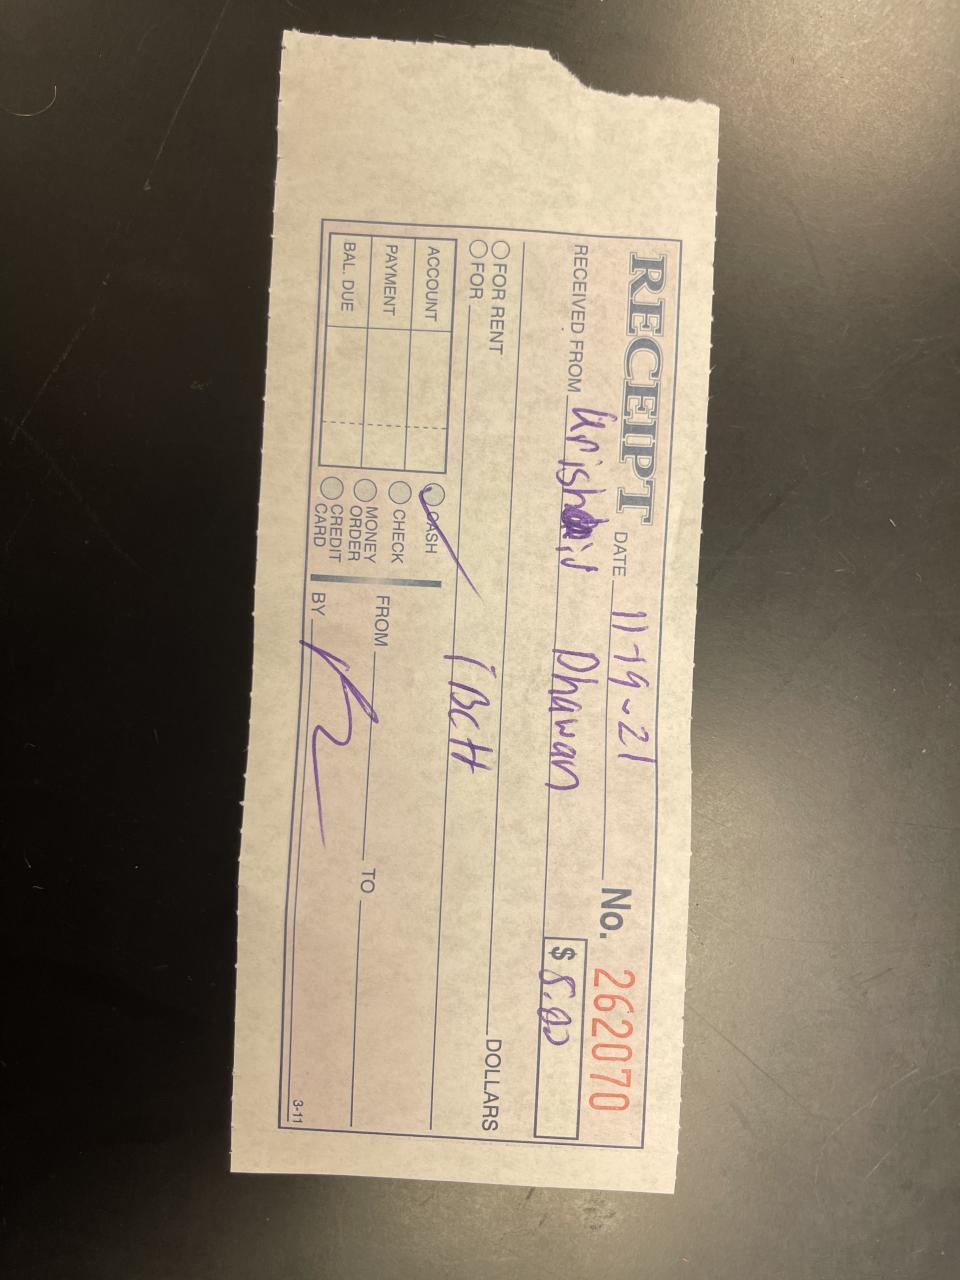 RECEIPT DATE 11-19-21 No. 262070
RECEIVED FROM Dhawan $ 5.00
DOLLARS
FOR RENT
FOR IBCH
ACCOUNT CASH
PAYMENT CHECK FROM TO
MONEY ORDER
BAL. DUE CREDIT CARD BY
3-11